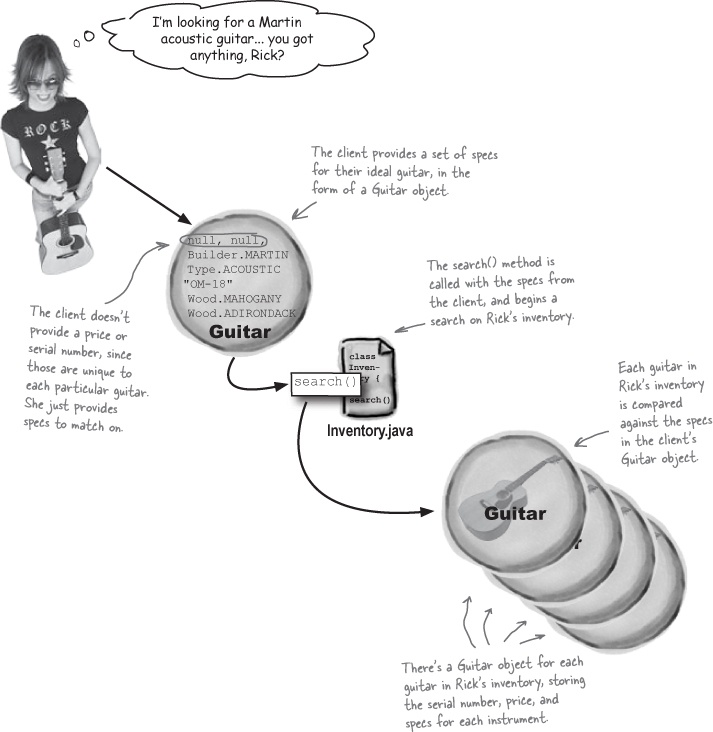 I'm looking for a Martin
acoustic guitar... you got
anything, Rick?
ROCK
The client provides a set of specs
for their ideal guitar, in the
form of a Guitar object.
null, null,
Builder.MARTIN
Type.ACOUSTIC
"OM-18"
Wood.MAHOGANY
Wood.ADIRONDACK
Guitar
The client doesn't
provide a price or
serial number, since
those are unique to
each particular guitar.
She just provides
specs to match on.
The search() method is
called with the specs from
the client, and begins a
search on Rick's inventory.
class
Inven-
ry {
search()
search()
Inventory.java
Each guitar in
Rick's inventory
is compared
against the specs
in the client's
Guitar object.
Guitar
There's a Guitar object for each
guitar in Rick's inventory, storing
the serial number, price, and
specs for each instrument.